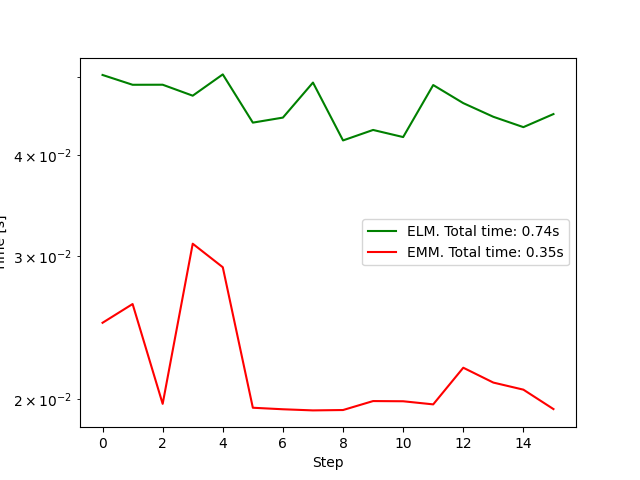 4 × 10⁻²
3 × 10⁻²
2 × 10⁻²
Time [s]
ELM. Total time: 0.74s
EMM. Total time: 0.35s
0 2 4 6 8 10 12 14
Step